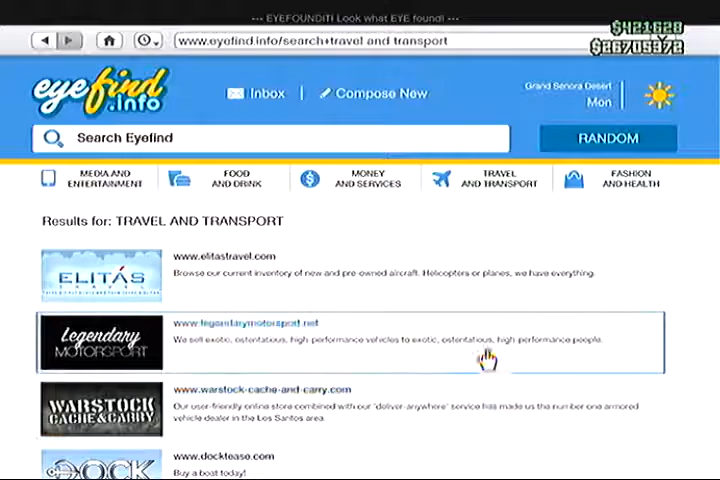 --- EYEFOUNDIT! Look what EYE found! ---
$421628
www.eyefind.info/search+travel and transport
$26705972
eyefind
.info
Inbox | Compose New
Grand Senora Desert
Mon
Search Eyefind
RANDOM
MEDIA AND ENTERTAINMENT
FOOD AND DRINK
MONEY AND SERVICES
TRAVEL AND TRANSPORT
FASHION AND HEALTH
Results for: TRAVEL AND TRANSPORT
ELITÁS
TRAVEL
www.elitastravel.com
Browse our current inventory of new and pre-owned aircraft. Helicopters or planes, we have everything.
Legendary
MOTORSPORT
www.legendarymotorsport.net
We sell exotic, ostentatious, high performance vehicles to exotic, ostentatious, high performance people.
WARSTOCK
CACHE & CARRY
www.warstock-cache-and-carry.com
Our user-friendly online store combined with our "deliver-anywhere" service has made us the number one armored
vehicle dealer in the Los Santos area.
DOCK
www.docktease.com
Buy a boat today!